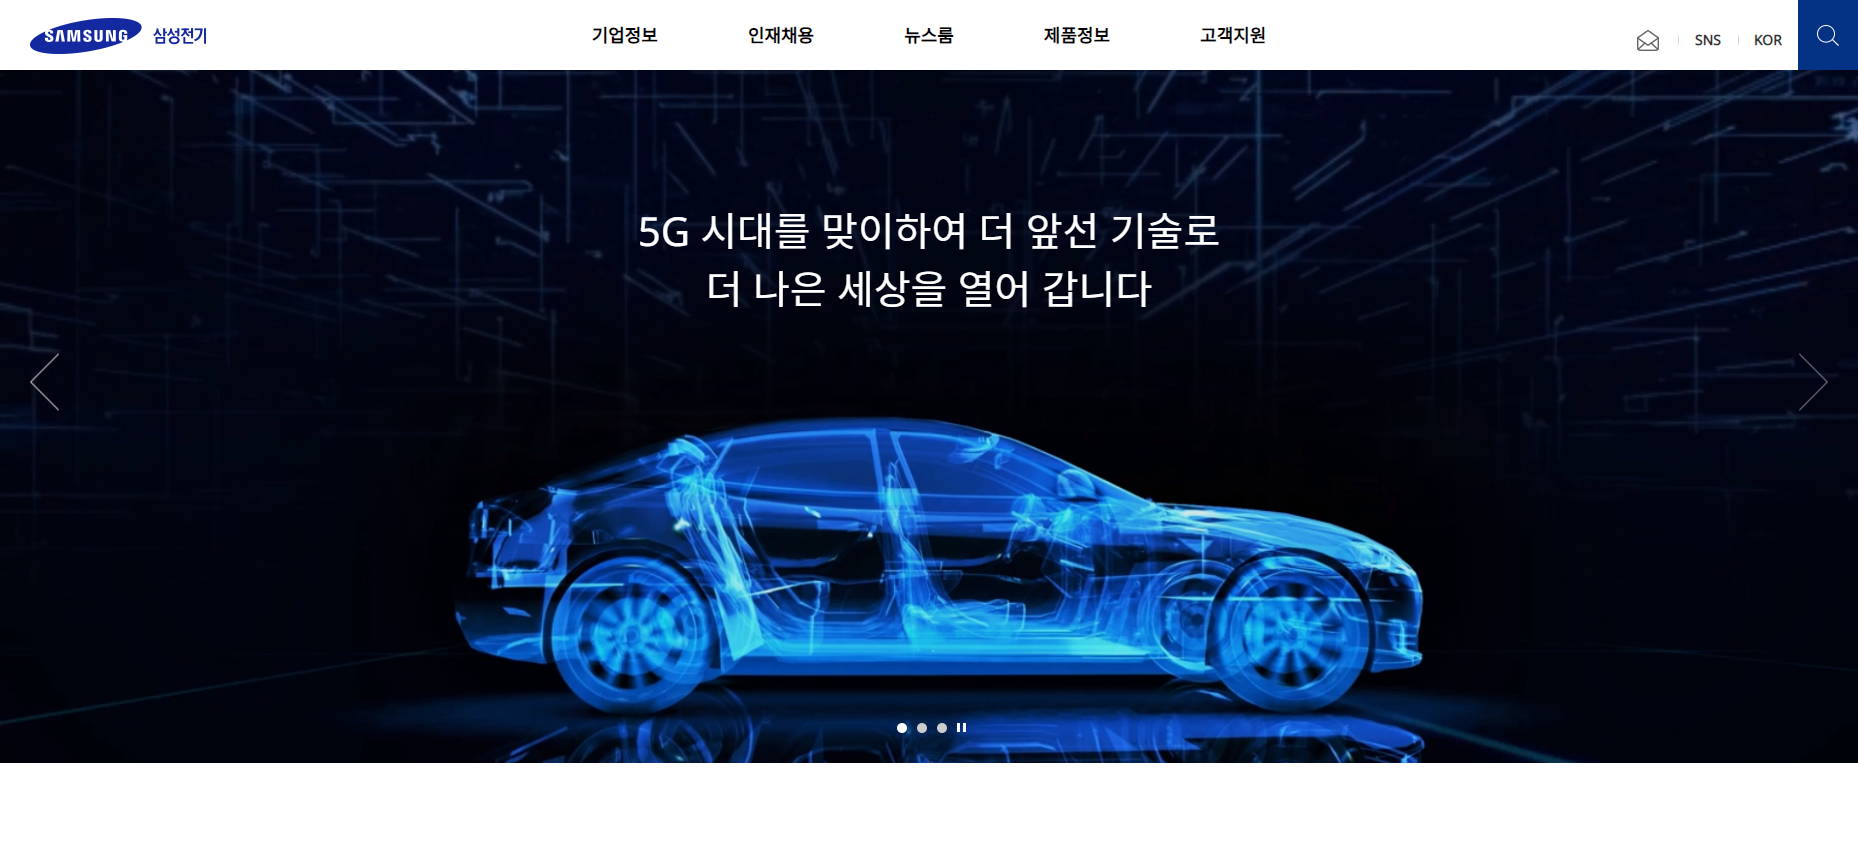 SAMSUNG 삼성전기
기업정보 인재채용 뉴스룸 제품정보 고객지원
SNS KOR
5G 시대를 맞이하여 더 앞선 기술로
더 나은 세상을 열어 갑니다